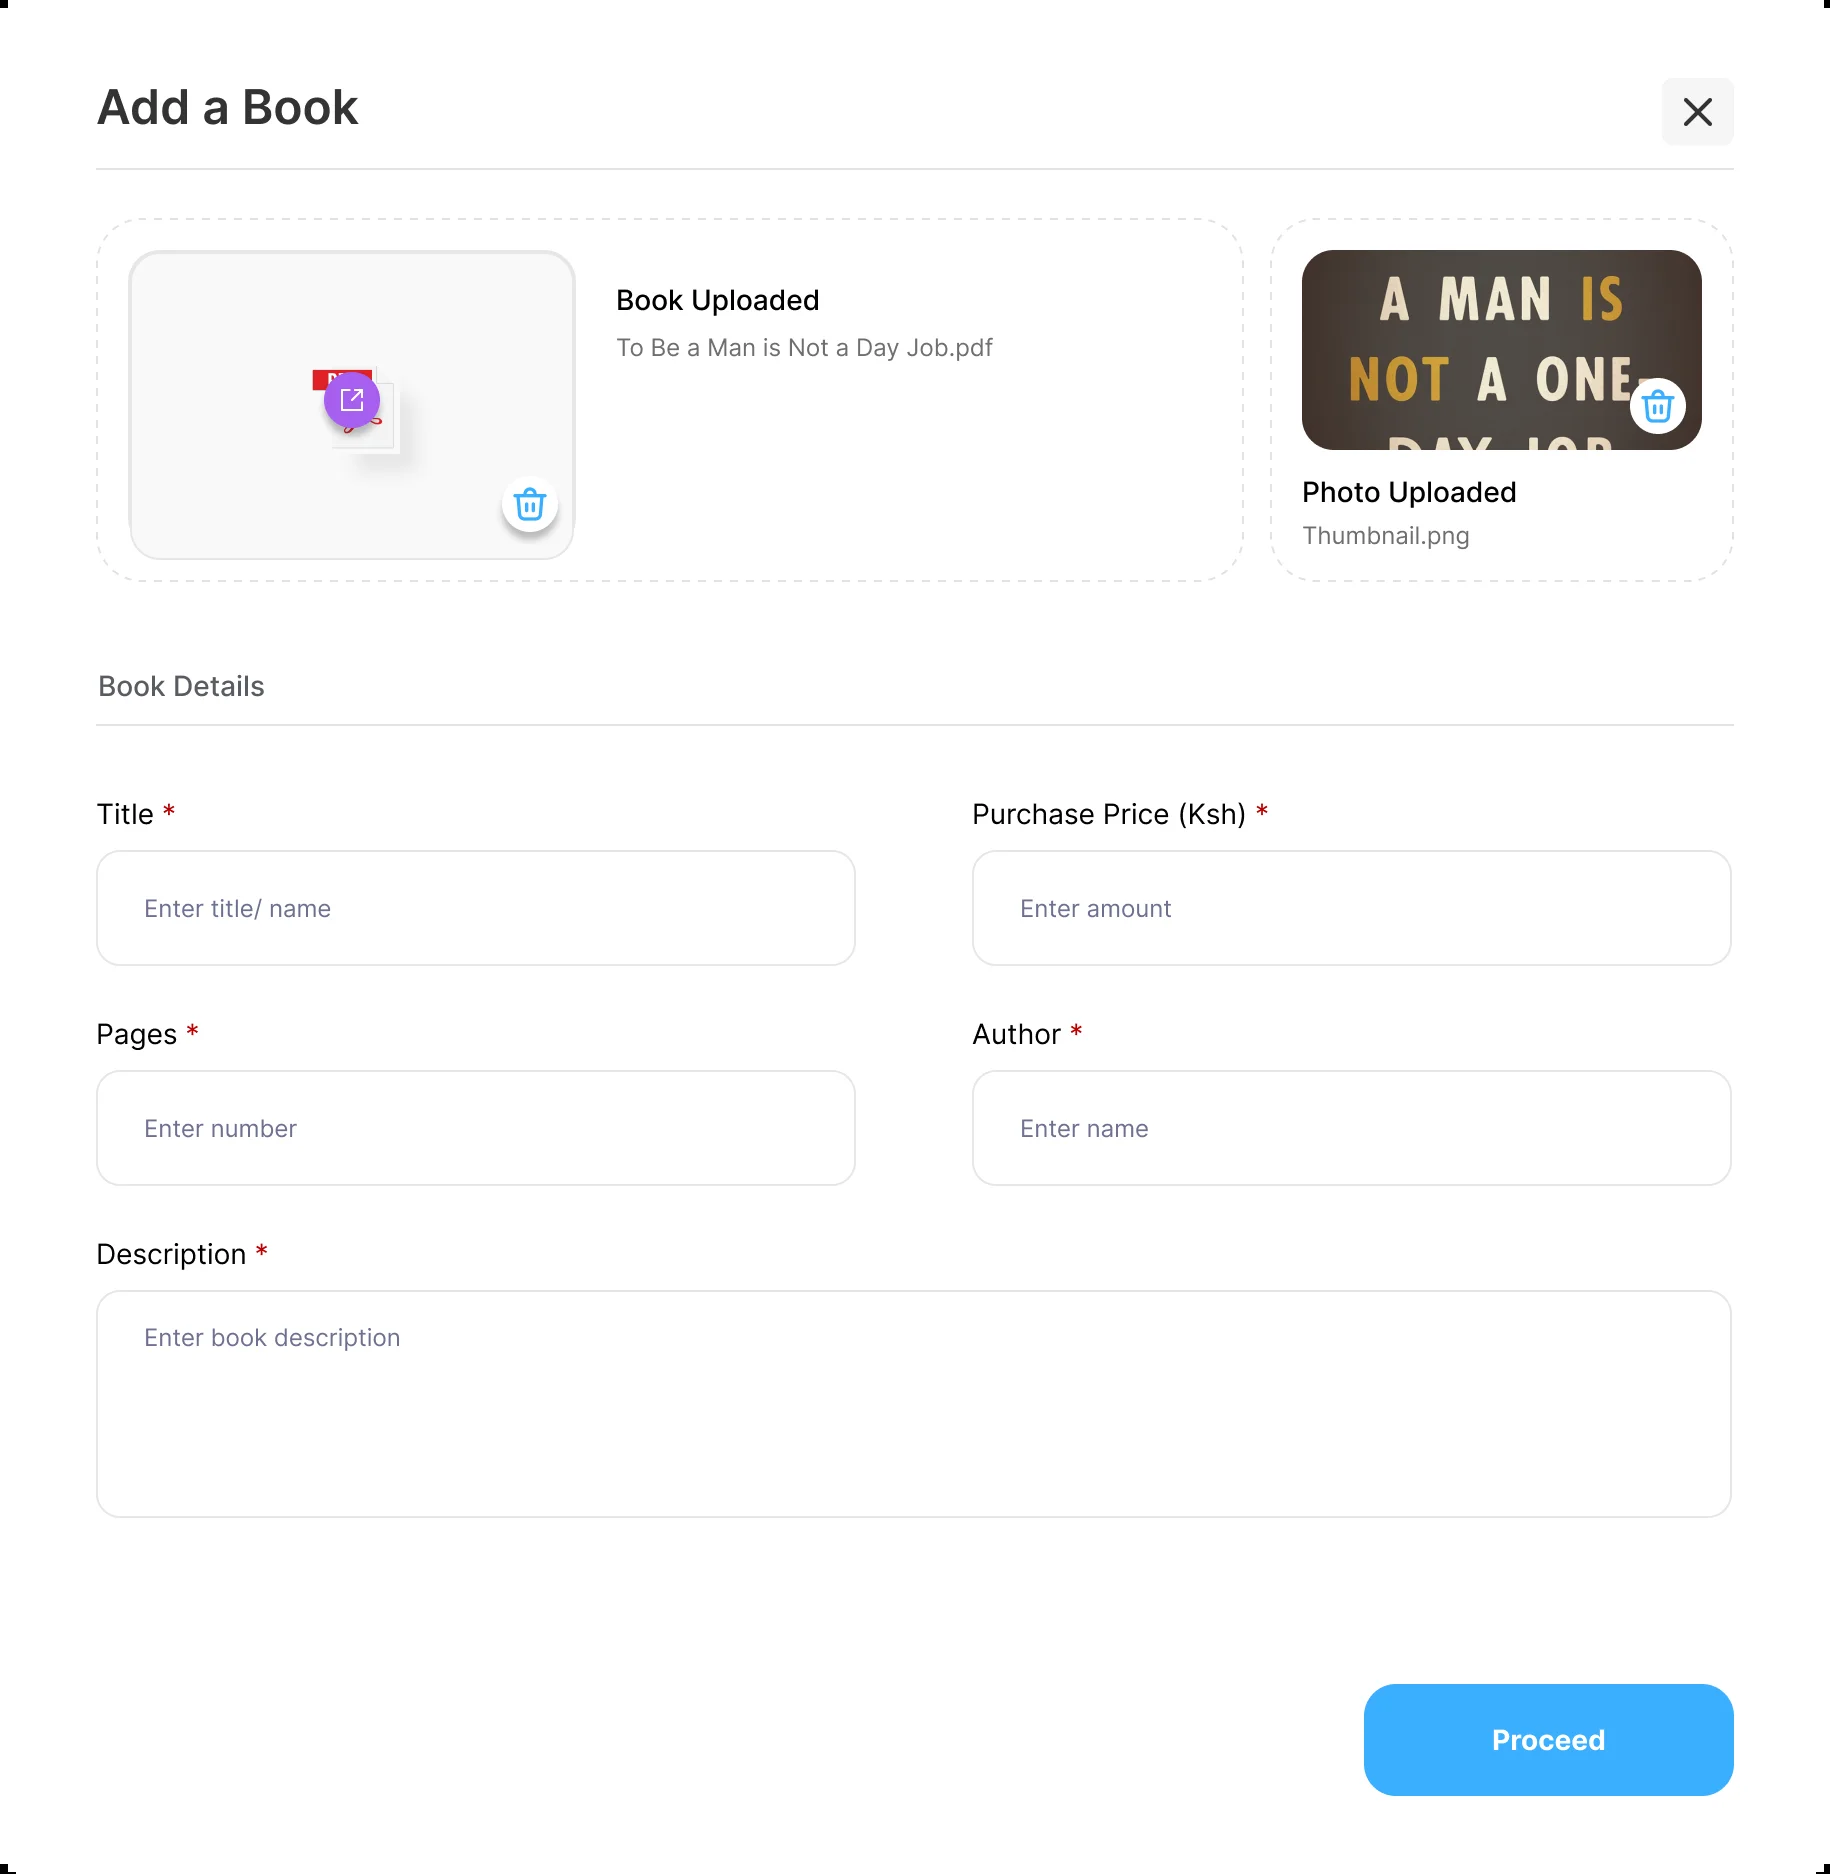 Add a Book
Book Uploaded
To Be a Man is Not a Day Job.pdf
A MAN IS
NOT A ONE-
DAY JOB
Photo Uploaded
Thumbnail.png
Book Details
Title *
Enter title/ name
Purchase Price (Ksh) *
Enter amount
Pages *
Enter number
Author *
Enter name
Description *
Enter book description
Proceed